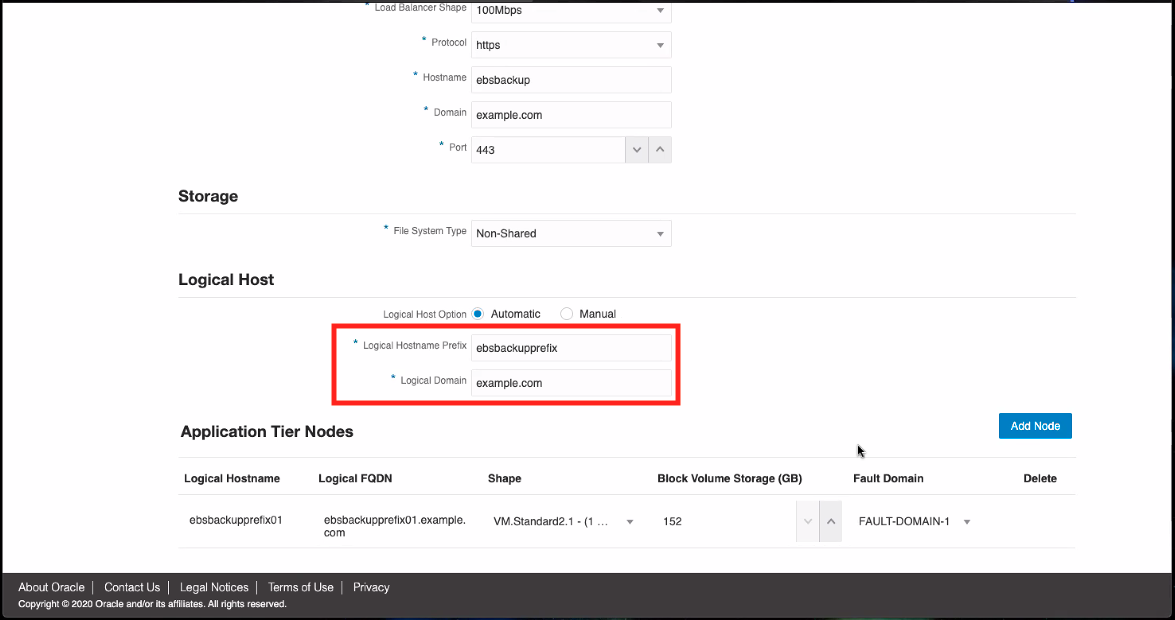 * Load Balancer Shape 100Mbps
* Protocol https
* Hostname ebsbackup
* Domain example.com
* Port 443
Storage
* File System Type Non-Shared
Logical Host
Logical Host Option Automatic Manual
* Logical Hostname Prefix ebsbackupprefix
* Logical Domain example.com
Application Tier Nodes Add Node
Logical Hostname Logical FQDN Shape Block Volume Storage (GB) Fault Domain Delete
ebsbackupprefix01 ebsbackupprefix01.example. VM.Standard2.1 - (1 ... 152 FAULT-DOMAIN-1
com
About Oracle | Contact Us | Legal Notices | Terms of Use | Privacy
Copyright © 2020 Oracle and/or its affiliates. All rights reserved.